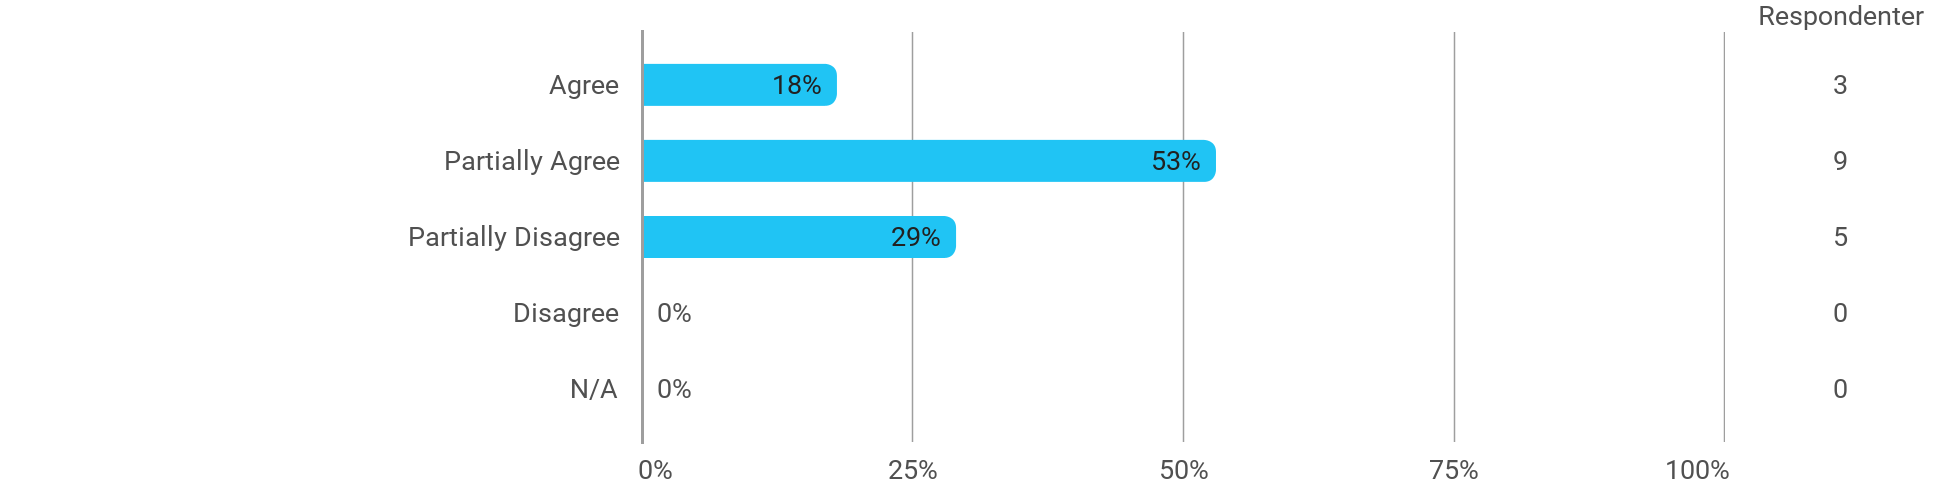 Respondenter
Agree 18% 3
Partially Agree 53% 9
Partially Disagree 29% 5
Disagree 0% 0
N/A 0% 0
0% 25% 50% 75% 100%